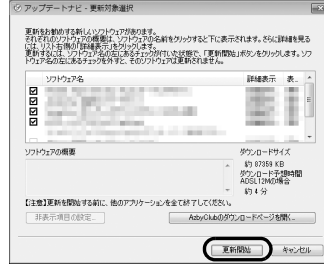 アップデートナビ - 更新対象選択
更新をお勧めする新しいソフトウェアがあります。
それぞれのソフトウェアの概要は、ソフトウェアの名前をクリックすると下に表示されます。さらに詳細を見る
には、リスト右側の「詳細表示」をクリックします。
更新するには、ソフトウェア名の左にあるチェックが付いた状態で、「更新開始」ボタンをクリックします。ソフ
トウェア名の左にあるチェックを外すと、そのソフトウェアは更新されません。
ソフトウェア名 詳細表示 表..
ソフトウェアの概要
ダウンロードサイズ
約 87359 KB
ダウンロード予想時間
ADSL12Mの場合
約 4 分
【注意】更新を開始する前に、他のアプリケーションを全て終了してください。
非表示項目の設定...
AzbyClubのダウンロードページを開く...
更新開始
キャンセル